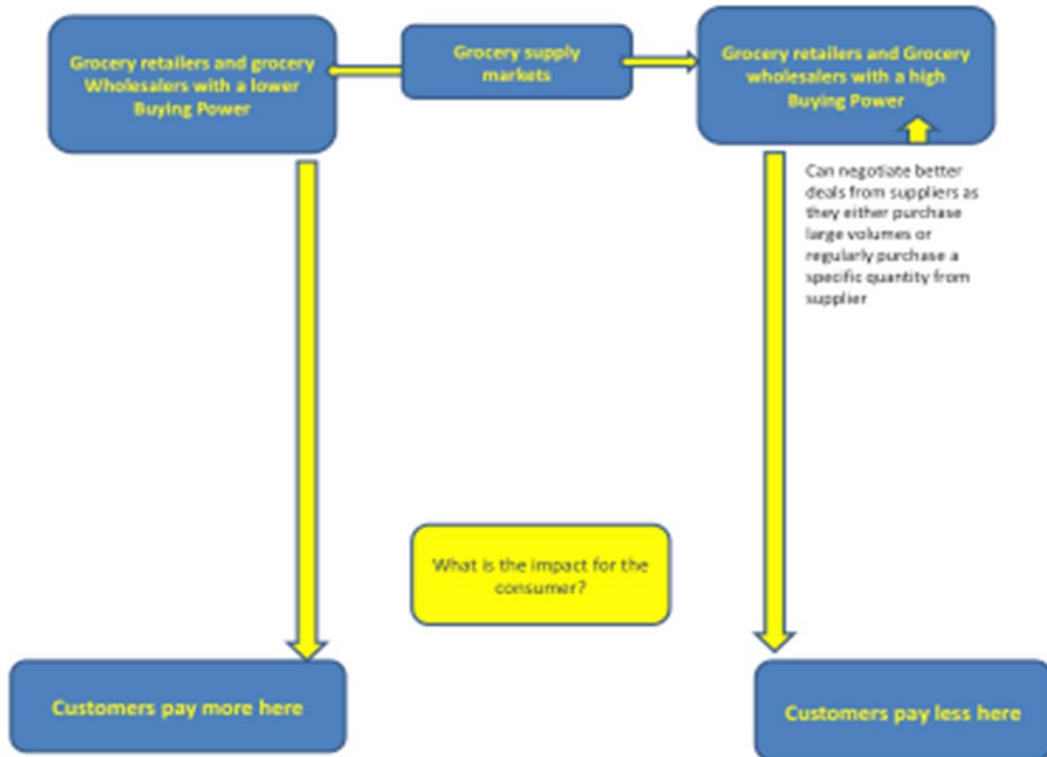 Grocery retailers and grocery
Wholesalers with a lower
Buying Power
Grocery supply
markets
Grocery retailers and Grocery
wholesalers with a high
Buying Power
Can negotiate better
deals from suppliers as
they either purchase
large volumes or
regularly purchase a
specific quantity from
supplier
What is the impact for the
consumer?
Customers pay more here
Customers pay less here